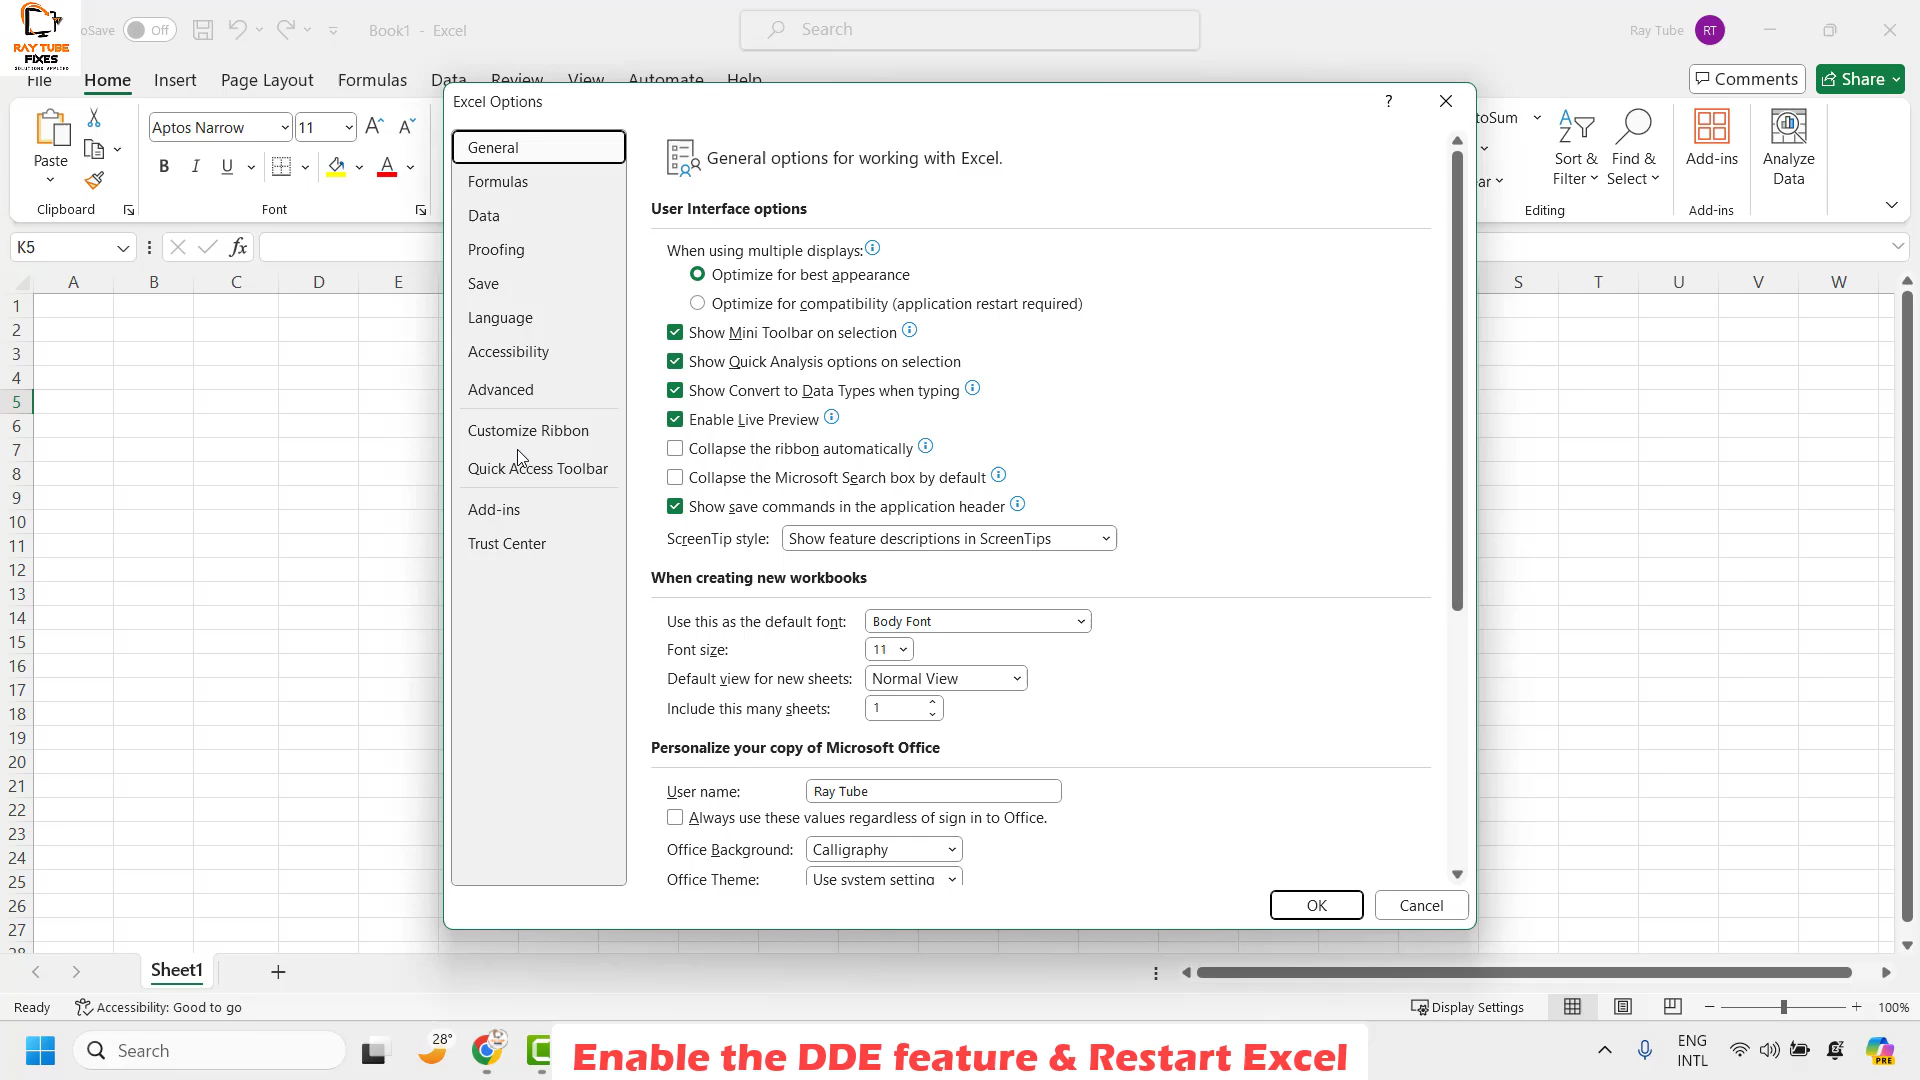 RAY TUBE
FIXES
SOLUTIONS APPLIED
oSave Off
Book1 - Excel
Search
Ray Tube RT
File Home Insert Page Layout Formulas Data Review View Automate Help
Comments Share
Excel Options ?
Paste
Clipboard
Aptos Narrow 11
B I U A
Font
toSum
ar
Sort &
Filter
Find &
Select
Editing
Add-ins
Add-ins
Analyze
Data
K5 fx
A B C D E S T U V W
1
2
3
4
5
6
7
8
9
10
11
12
13
14
15
16
17
18
19
20
21
22
23
24
25
26
27
28
General
Formulas
Data
Proofing
Save
Language
Accessibility
Advanced
Customize Ribbon
Quick Access Toolbar
Add-ins
Trust Center
General options for working with Excel.
User Interface options
When using multiple displays:
Optimize for best appearance
Optimize for compatibility (application restart required)
Show Mini Toolbar on selection
Show Quick Analysis options on selection
Show Convert to Data Types when typing
Enable Live Preview
Collapse the ribbon automatically
Collapse the Microsoft Search box by default
Show save commands in the application header
ScreenTip style: Show feature descriptions in ScreenTips
When creating new workbooks
Use this as the default font: Body Font
Font size: 11
Default view for new sheets: Normal View
Include this many sheets: 1
Personalize your copy of Microsoft Office
User name: Ray Tube
Always use these values regardless of sign in to Office.
Office Background: Calligraphy
Office Theme: Use system setting
OK Cancel
Sheet1
Ready Accessibility: Good to go Display Settings 100%
Search 28°
Enable the DDE feature & Restart Excel
ENG
INTL
PRE